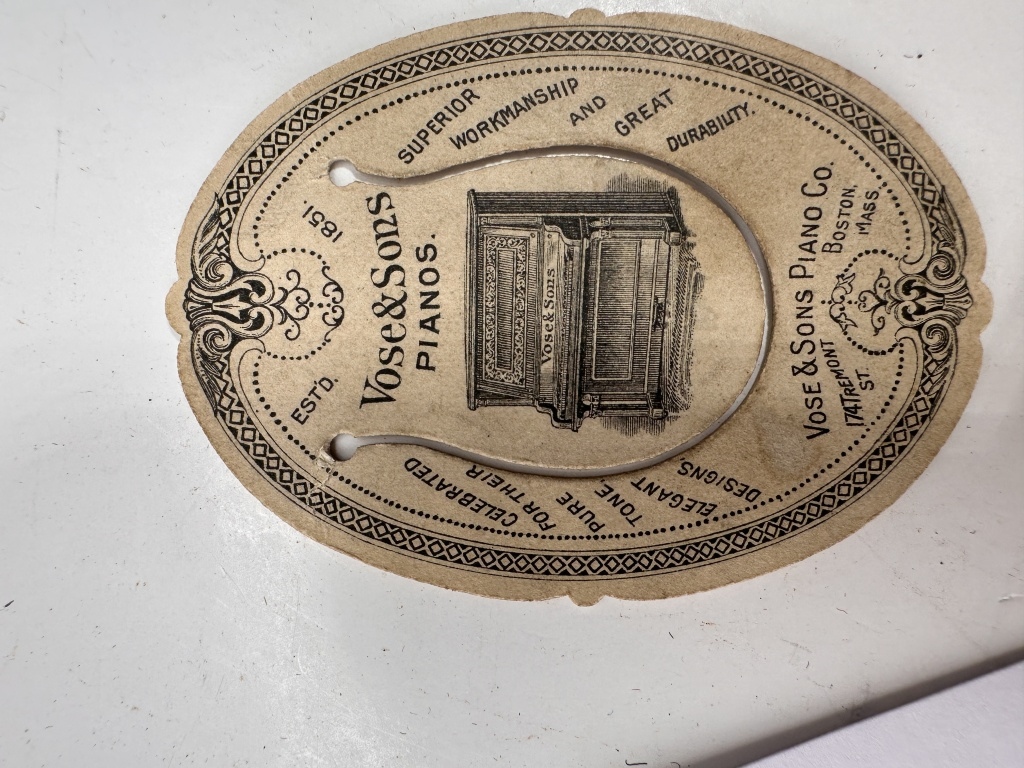 EST'D. 1851.
Vose & Sons
PIANOS.
CELEBRATED
FOR THEIR
PURE
TONE,
ELEGANT
DESIGNS,
SUPERIOR
WORKMANSHIP
AND
GREAT
DURABILITY.
Vose & Sons
VOSE & SONS PIANO CO.
174 TREMONT ST.
BOSTON, MASS.